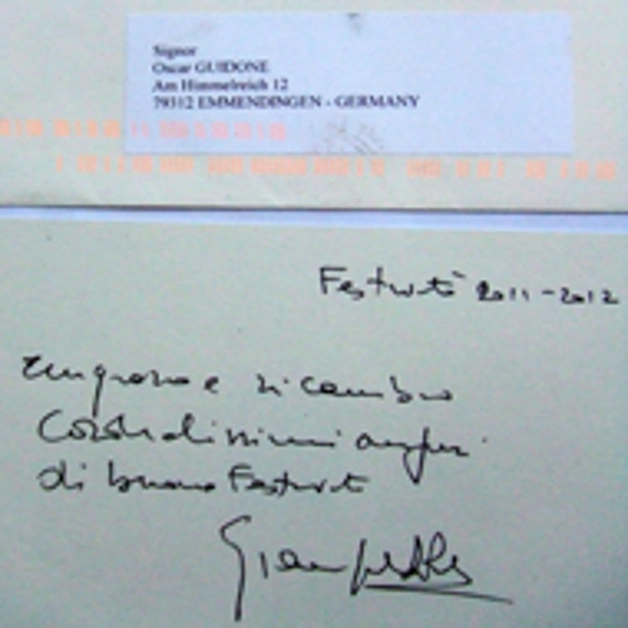 Signor
Oscar GUIDONE
Am Himmelreich 12
79312 EMMENDINGEN - GERMANY
Festività 2011-2012
ringrazio e ricambio
Cordialissimi auguri
di buone Festività